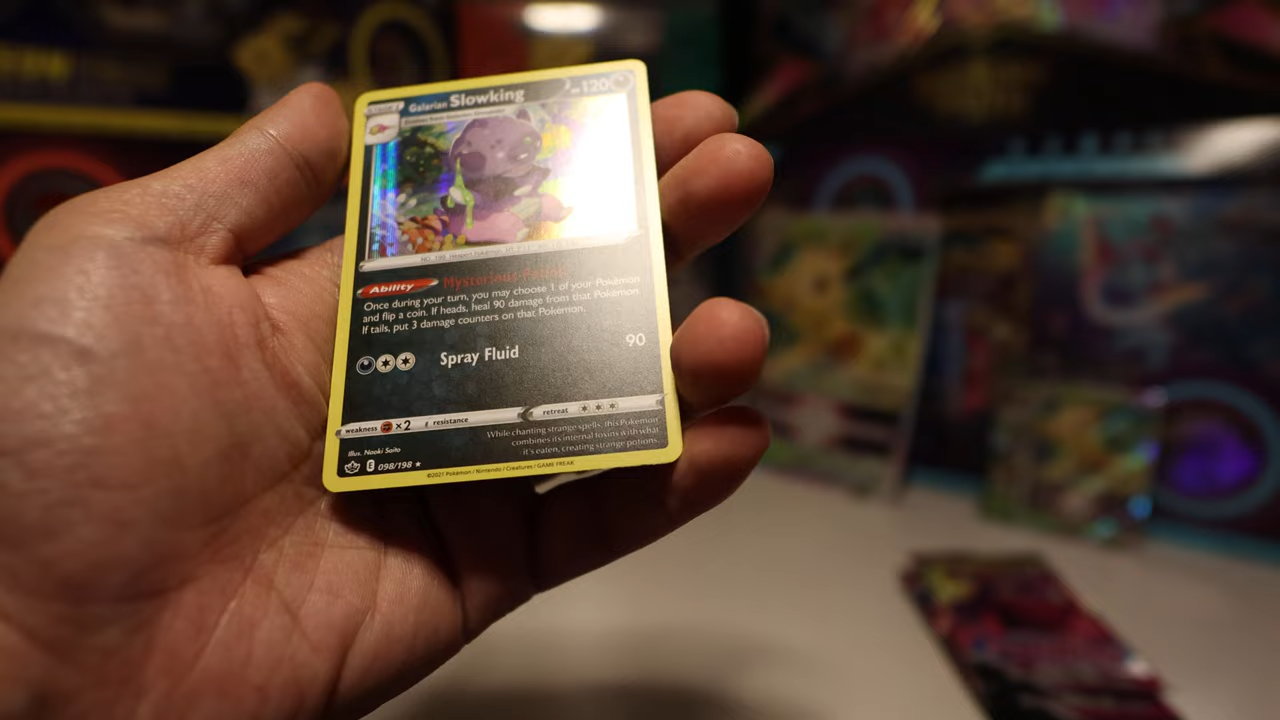 Galarian Slowking
120
Ability Mysterious Potion
Once during your turn, you may choose 1 of your Pokémon
and flip a coin. If heads, heal 90 damage from that Pokémon.
If tails, put 3 damage counters on that Pokémon.
Spray Fluid 90
weakness ×2 resistance retreat
While chanting strange spells, this Pokémon
combines its internal toxins with what
it's eaten, creating strange potions.
Illus. Naoki Saito
E 098/198 ★
©2021 Pokémon / Nintendo / Creatures / GAME FREAK